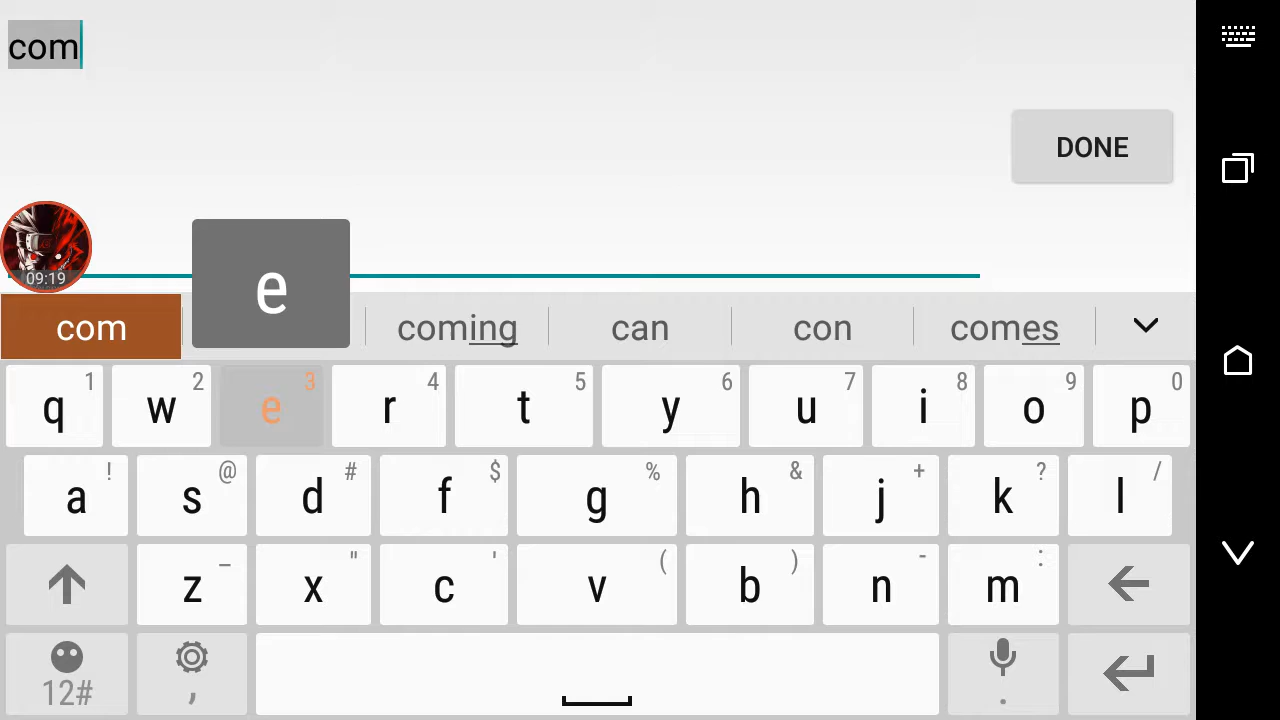 com
DONE
09:19
e
com coming can con comes
1 2 3 4 5 6 7 8 9 0
q w e r t y u i o p
! @ # $ % & + ? /
a s d f g h j k l
_ " ' ( ) - :
z x c v b n m
12# , .